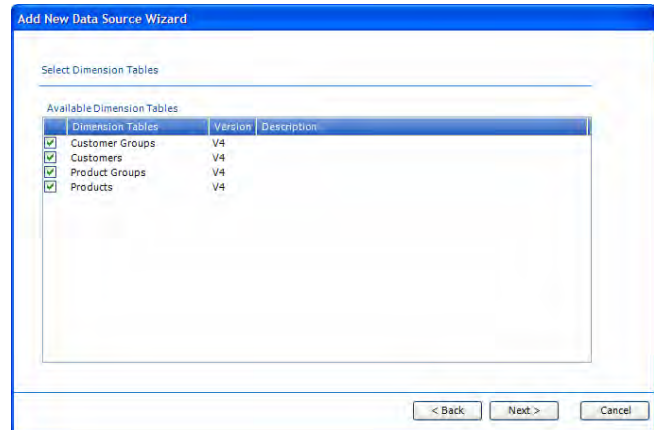 Add New Data Source Wizard
Select Dimension Tables
Available Dimension Tables
Dimension Tables Version Description
Customer Groups V4
Customers V4
Product Groups V4
Products V4
< Back Next > Cancel